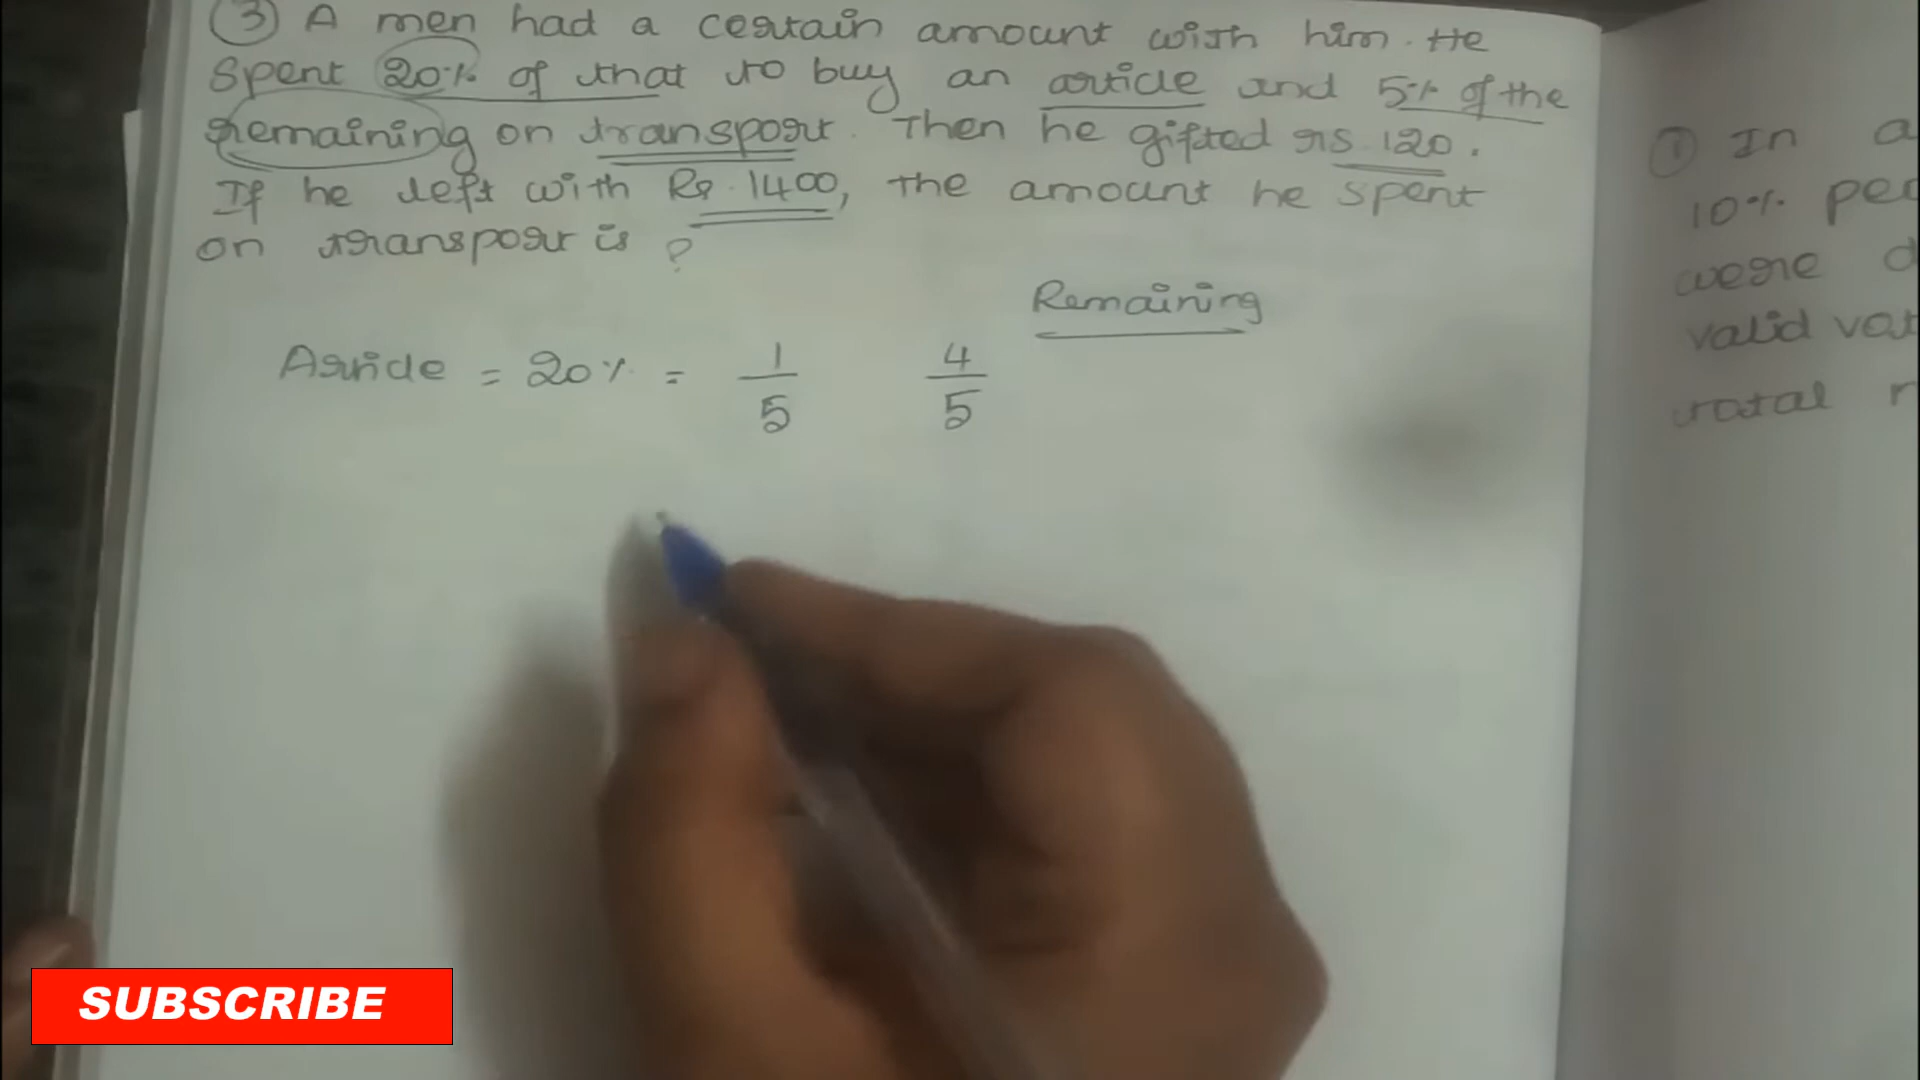 ③ A men had a certain amount with him. He
Spent 20% of that to buy an article and 5% of the
remaining on transport. Then he gifted rs.120.
If he left with Rs.1400, the amount he spent
on transport is ?
Remaining
Article = 20% = 1/5 4/5
① In a
10% peo
were d
valid vot
total n
SUBSCRIBE